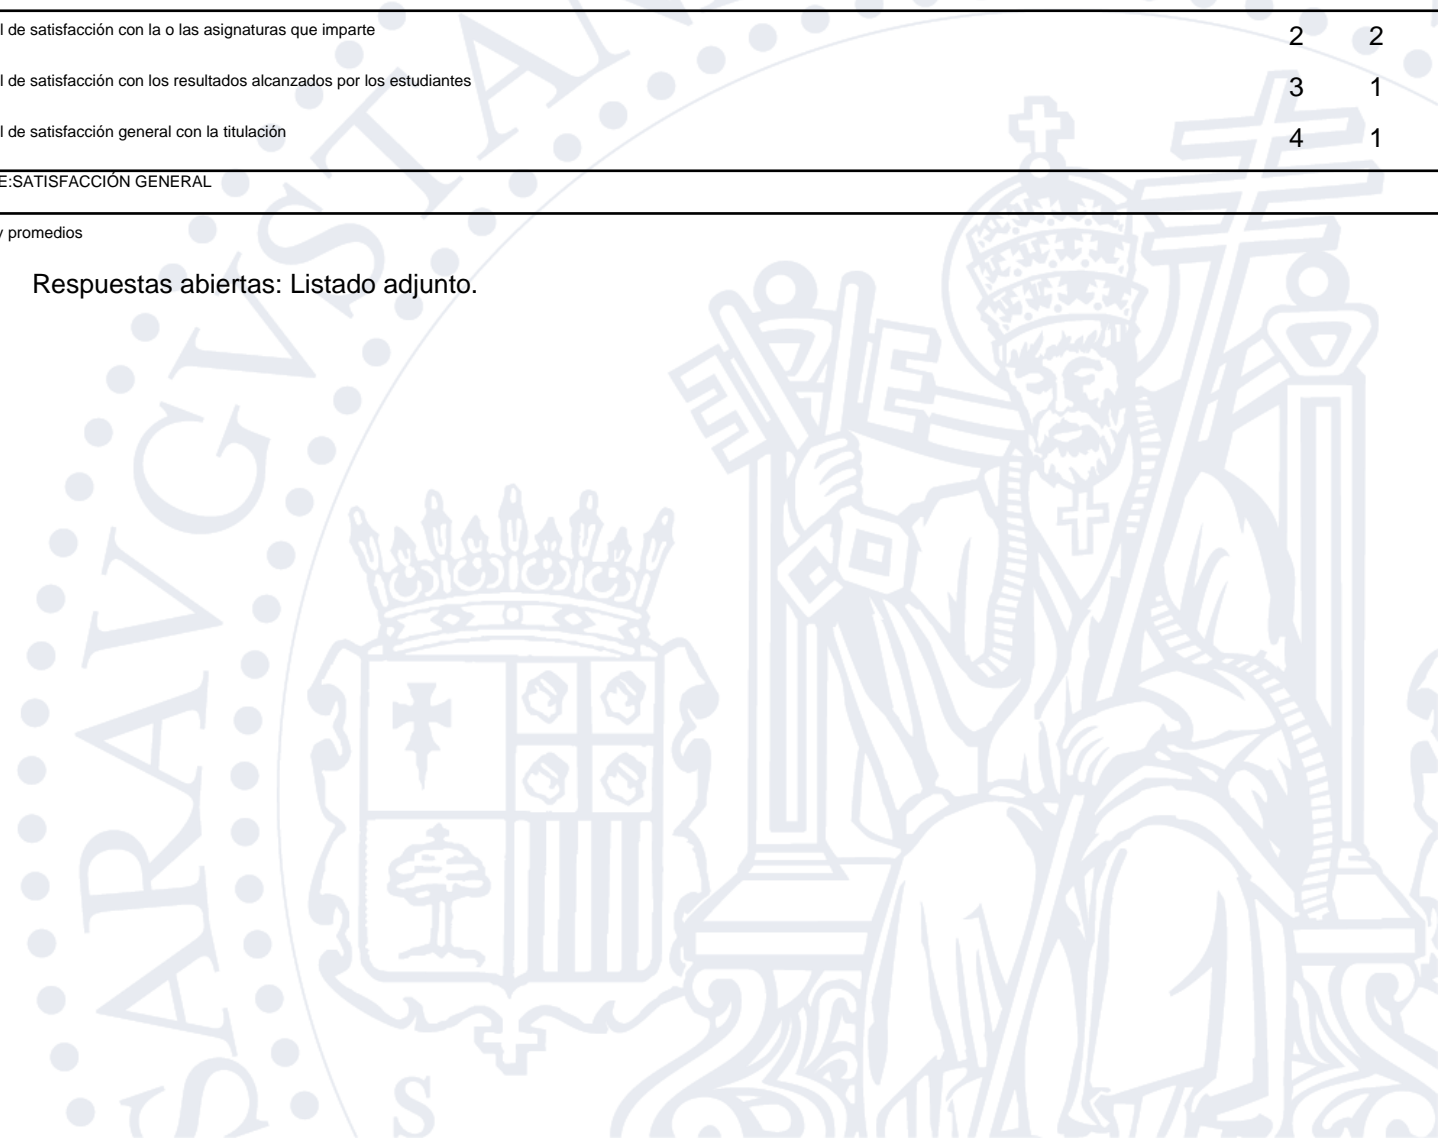 l de satisfacción con la o las asignaturas que imparte 2 2
l de satisfacción con los resultados alcanzados por los estudiantes 3 1
l de satisfacción general con la titulación 4 1
E:SATISFACCIÓN GENERAL
y promedios
Respuestas abiertas: Listado adjunto.
SARAVGVSTAN
S